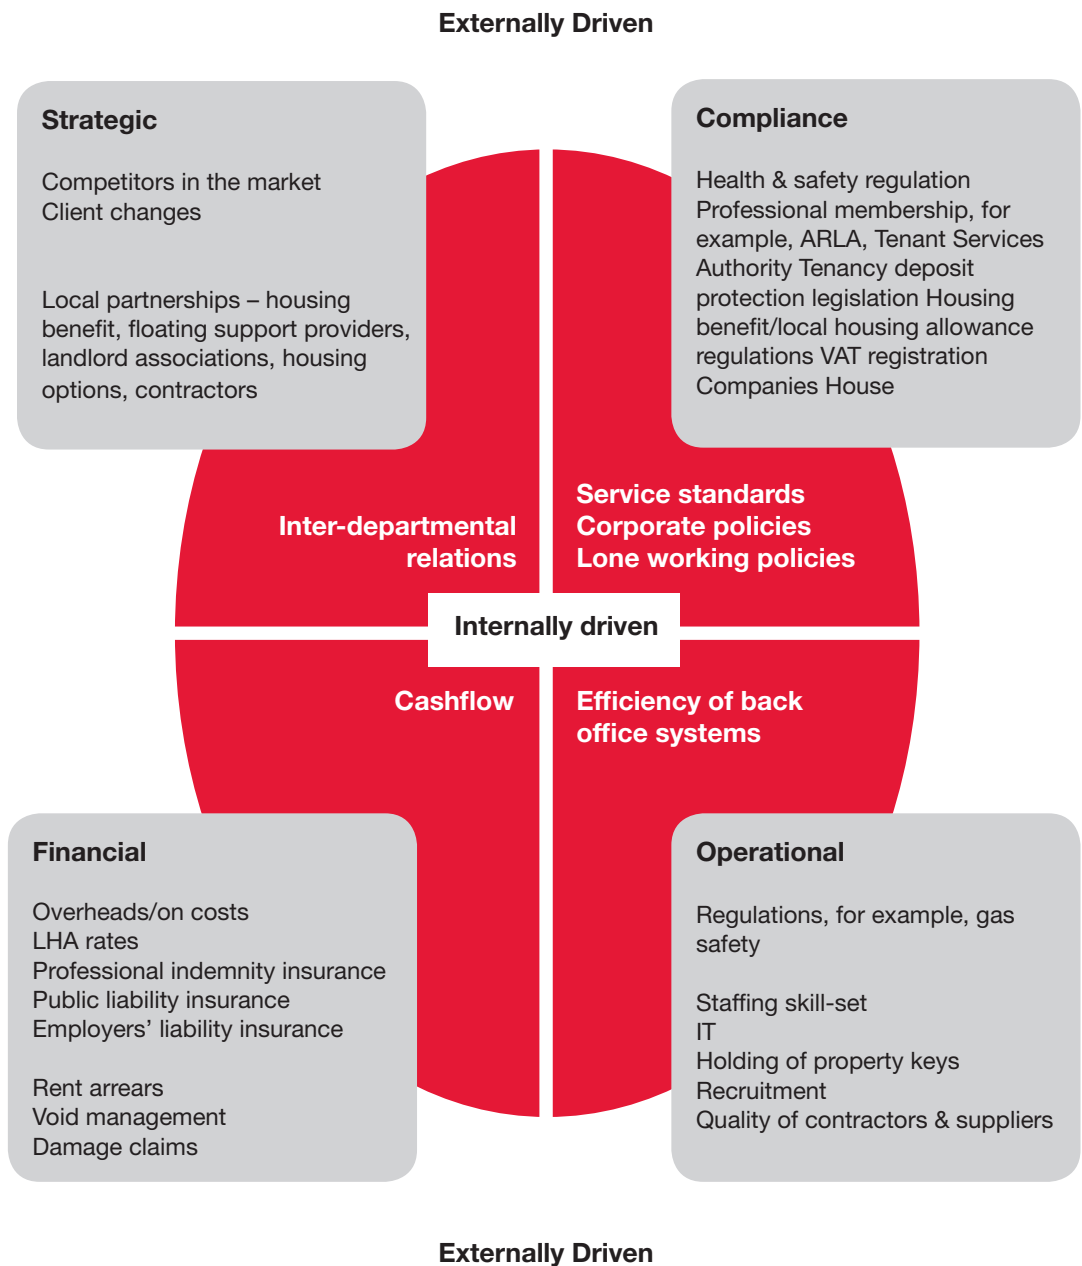 Externally Driven
Strategic
Competitors in the market
Client changes
Local partnerships – housing
benefit, floating support providers,
landlord associations, housing
options, contractors
Compliance
Health & safety regulation
Professional membership, for
example, ARLA, Tenant Services
Authority Tenancy deposit
protection legislation Housing
benefit/local housing allowance
regulations VAT registration
Companies House
Inter-departmental
relations
Service standards
Corporate policies
Lone working policies
Internally driven
Cashflow
Efficiency of back
office systems
Financial
Overheads/on costs
LHA rates
Professional indemnity insurance
Public liability insurance
Employers’ liability insurance
Rent arrears
Void management
Damage claims
Operational
Regulations, for example, gas
safety
Staffing skill-set
IT
Holding of property keys
Recruitment
Quality of contractors & suppliers
Externally Driven